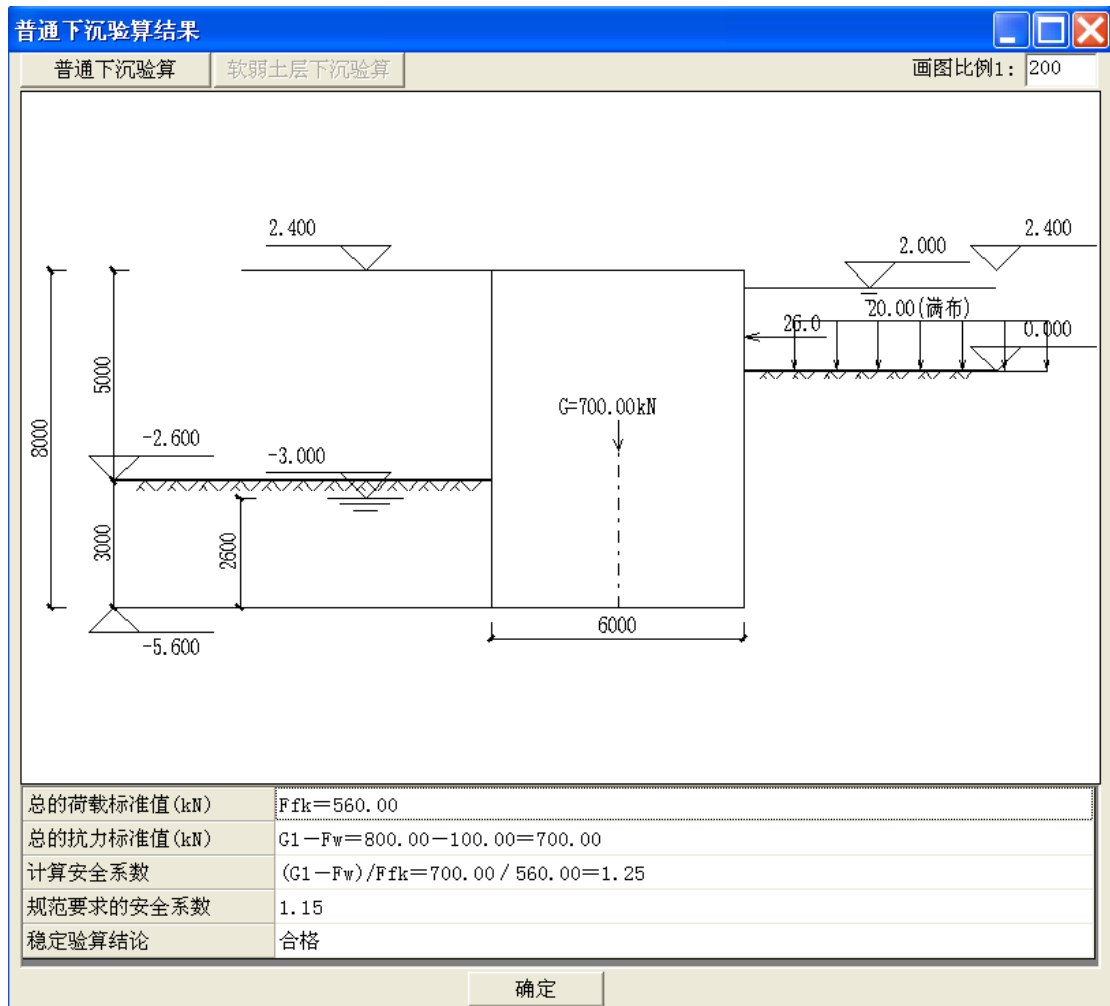 普通下沉验算结果
普通下沉验算 软弱土层下沉验算 画图比例1: 200
2.400 2.000 2.400
20.00(满布)
26.0 0.000
5000
8000
G=700.00kN
-2.600
-3.000
3000
2600
6000
-5.600
总的荷载标准值(kN) Ffk=560.00
总的抗力标准值(kN) G1-Fw=800.00-100.00=700.00
计算安全系数 (G1-Fw)/Ffk=700.00/560.00=1.25
规范要求的安全系数 1.15
稳定验算结论 合格
确定